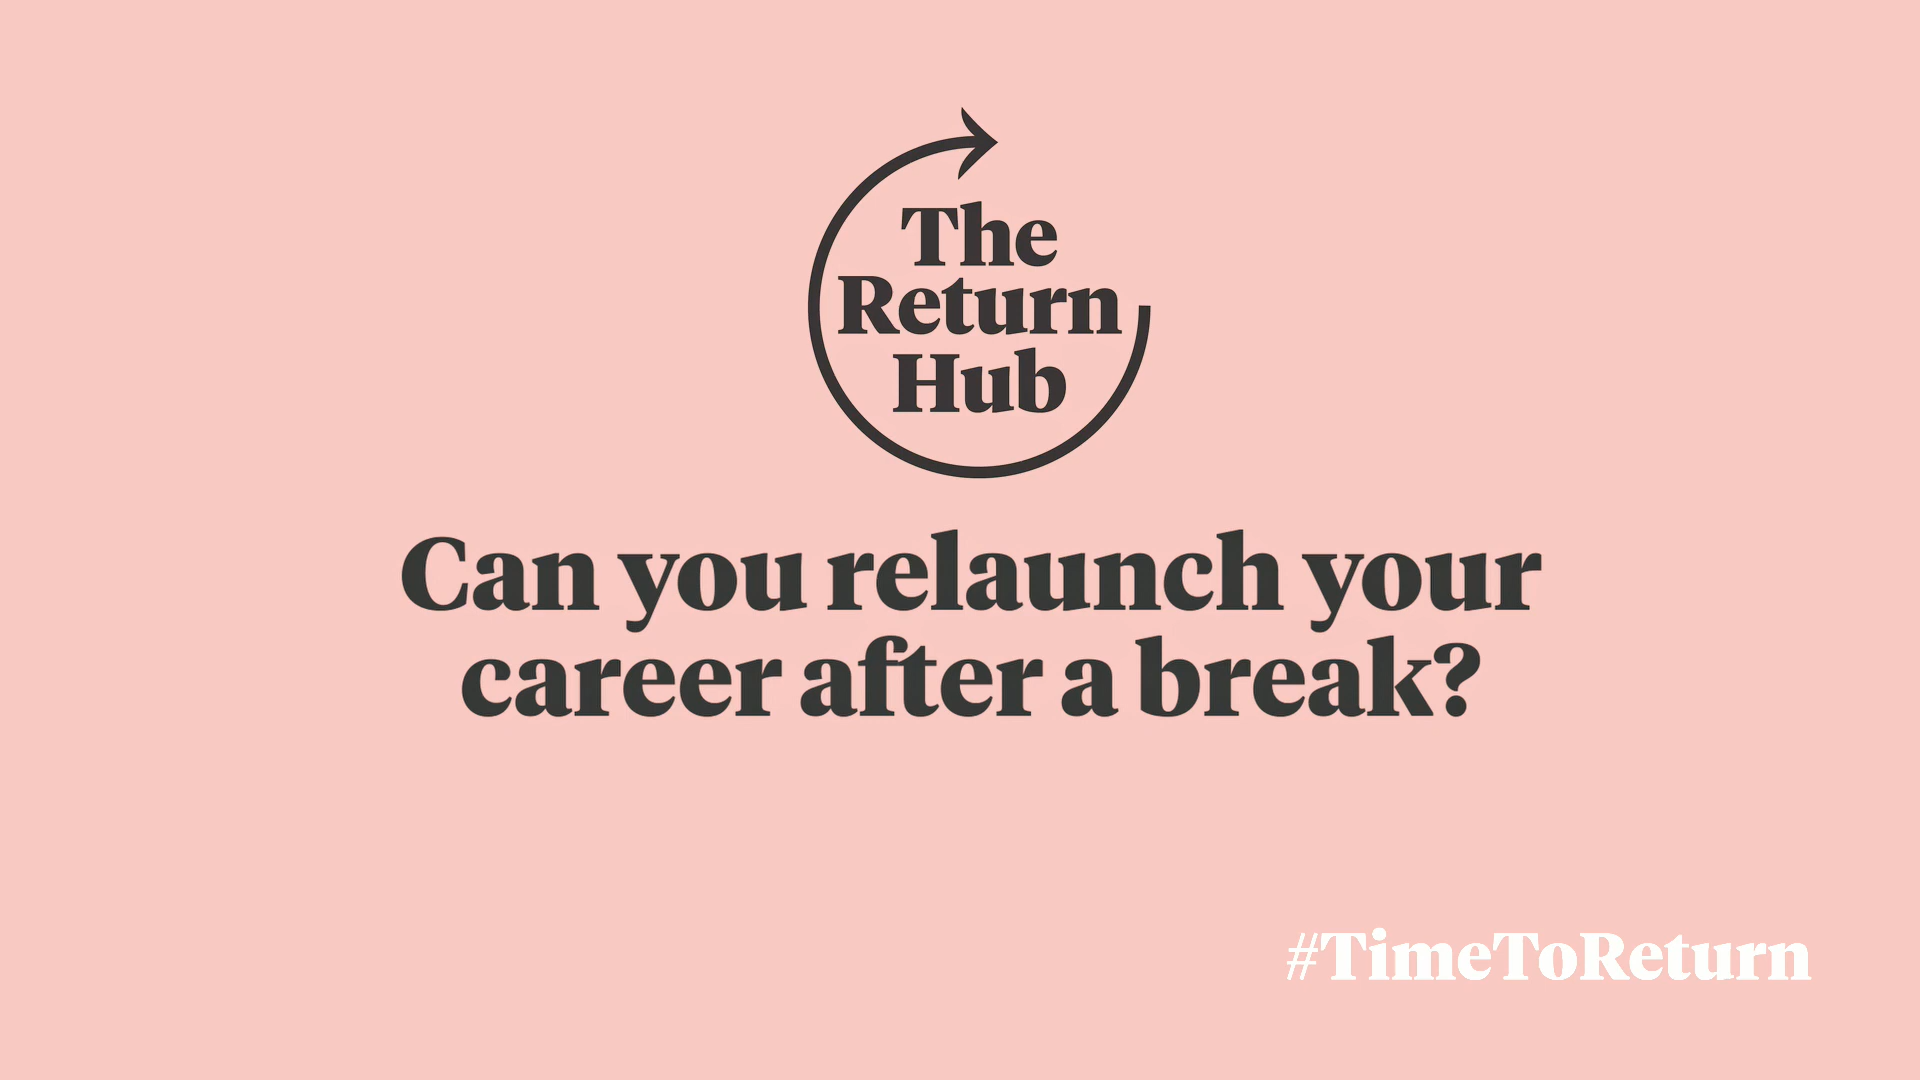 The
Return
Hub
Can you relaunch your
career after a break?
#TimeToReturn